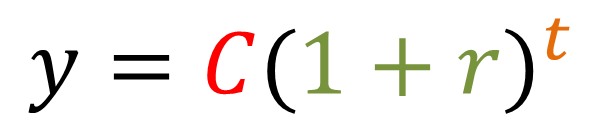 y = C(1 + r)^t